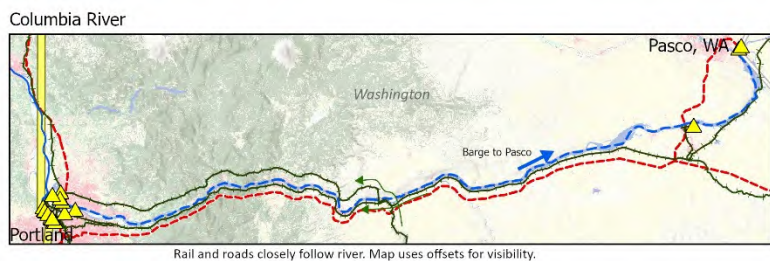 Columbia River
Pasco, WA
Washington
Barge to Pasco
Portland
Rail and roads closely follow river. Map uses offsets for visibility.